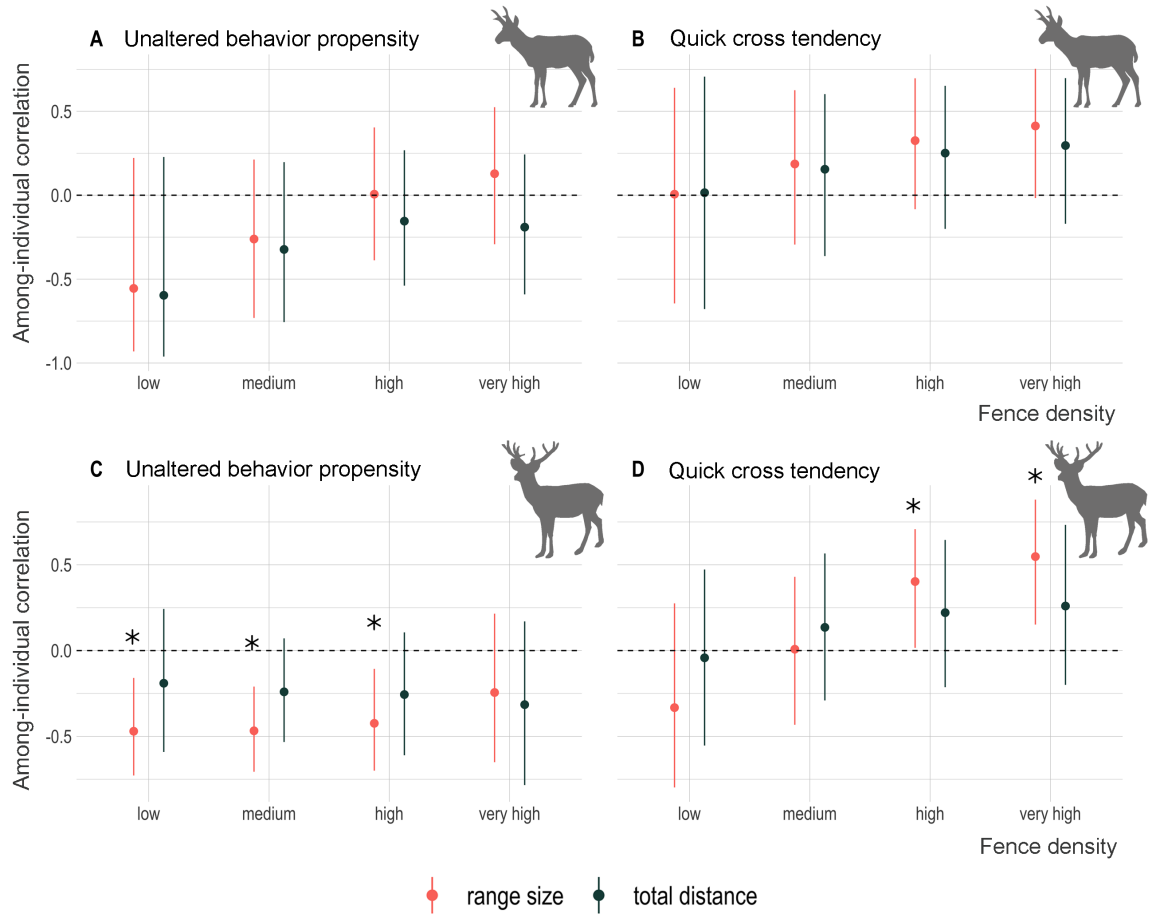 A Unaltered behavior propensity
B Quick cross tendency
Among-individual correlation
0.5
0.0
-0.5
-1.0
low medium high very high
low medium high very high
Fence density
C Unaltered behavior propensity
D Quick cross tendency
*
*
*
*
*
Among-individual correlation
0.5
0.0
-0.5
low medium high very high
low medium high very high
Fence density
range size total distance